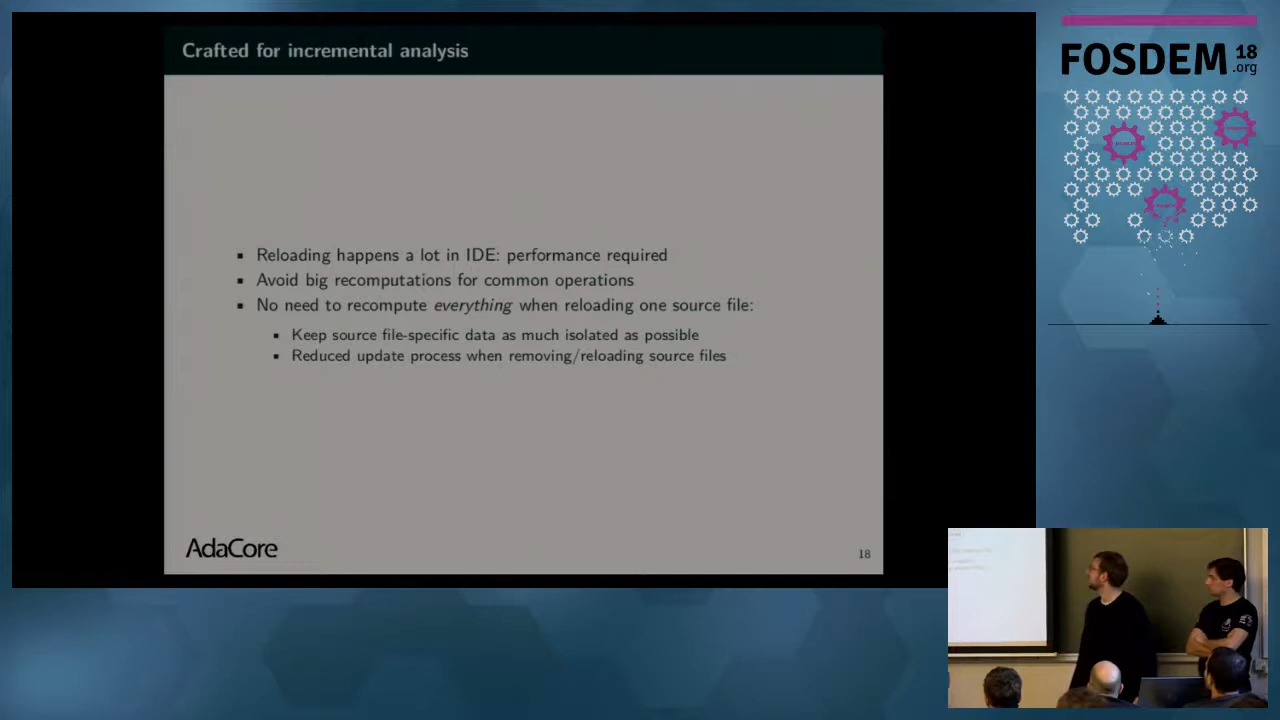 Crafted for incremental analysis
Reloading happens a lot in IDE: performance required
Avoid big recomputations for common operations
No need to recompute everything when reloading one source file:
Keep source file-specific data as much isolated as possible
Reduced update process when removing/reloading source files
AdaCore
18
FOSDEM 18
.org